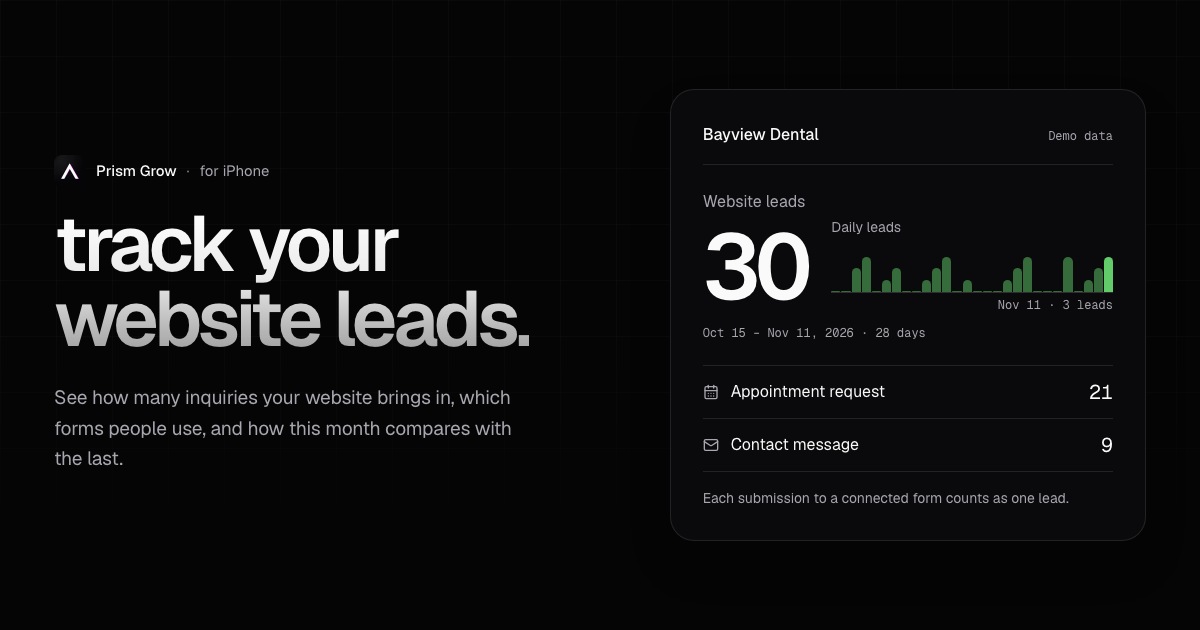 Prism Grow · for iPhone
track your
website leads.
See how many inquiries your website brings in, which
forms people use, and how this month compares with
the last.
Bayview Dental
Demo data
Website leads
30
Daily leads
Nov 11 · 3 leads
Oct 15 – Nov 11, 2026 · 28 days
Appointment request 21
Contact message 9
Each submission to a connected form counts as one lead.